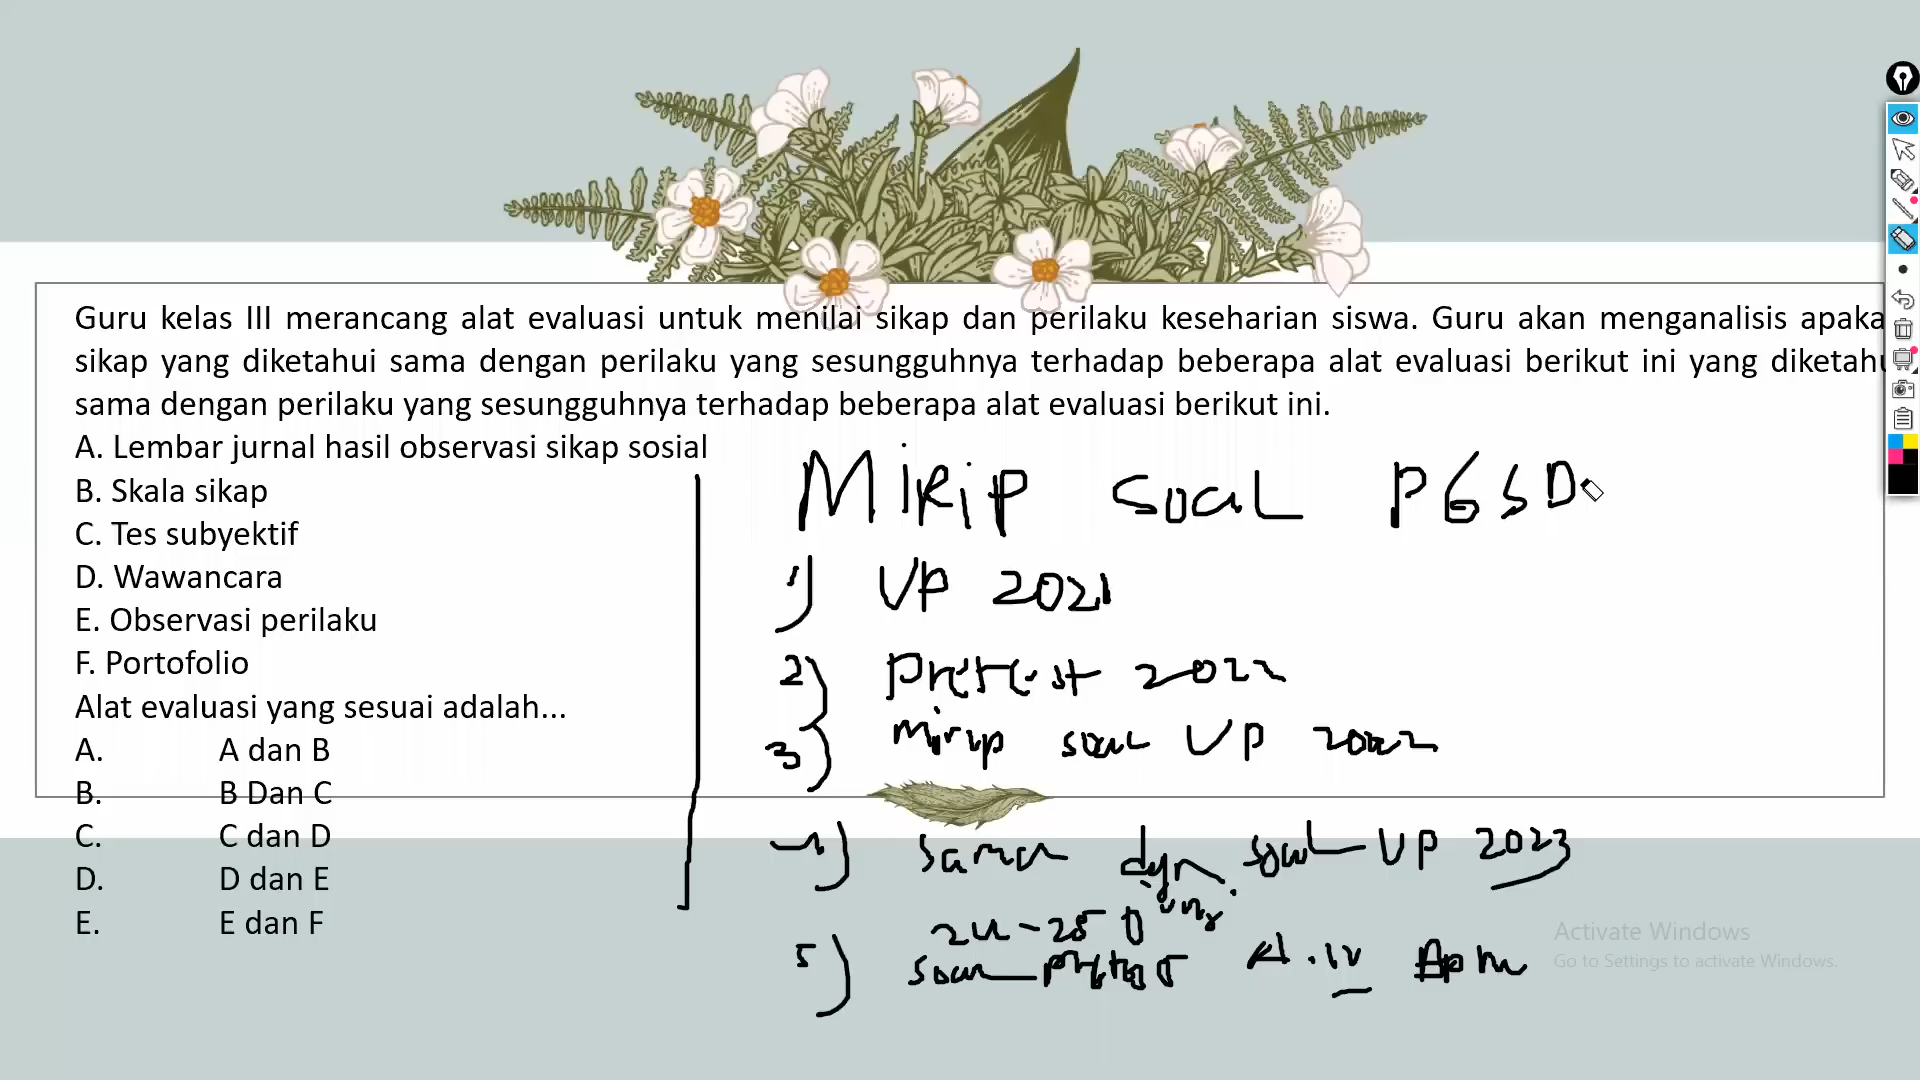 Guru kelas III merancang alat evaluasi untuk menilai sikap dan perilaku keseharian siswa. Guru akan menganalisis apaka
sikap yang diketahui sama dengan perilaku yang sesungguhnya terhadap beberapa alat evaluasi berikut ini yang diketahu
sama dengan perilaku yang sesungguhnya terhadap beberapa alat evaluasi berikut ini.
A. Lembar jurnal hasil observasi sikap sosial
B. Skala sikap
C. Tes subyektif
D. Wawancara
E. Observasi perilaku
F. Portofolio
Alat evaluasi yang sesuai adalah...
A. A dan B
B. B Dan C
C. C dan D
D. D dan E
E. E dan F
MiRiP SoaL PGSD
1) UP 2021
2) Pretest 2022
3) Mirip soal UP 2022
4) Sama dgn soal UP 2023
24-25
5) Soal
Activate Windows
Go to Settings to activate Windows.